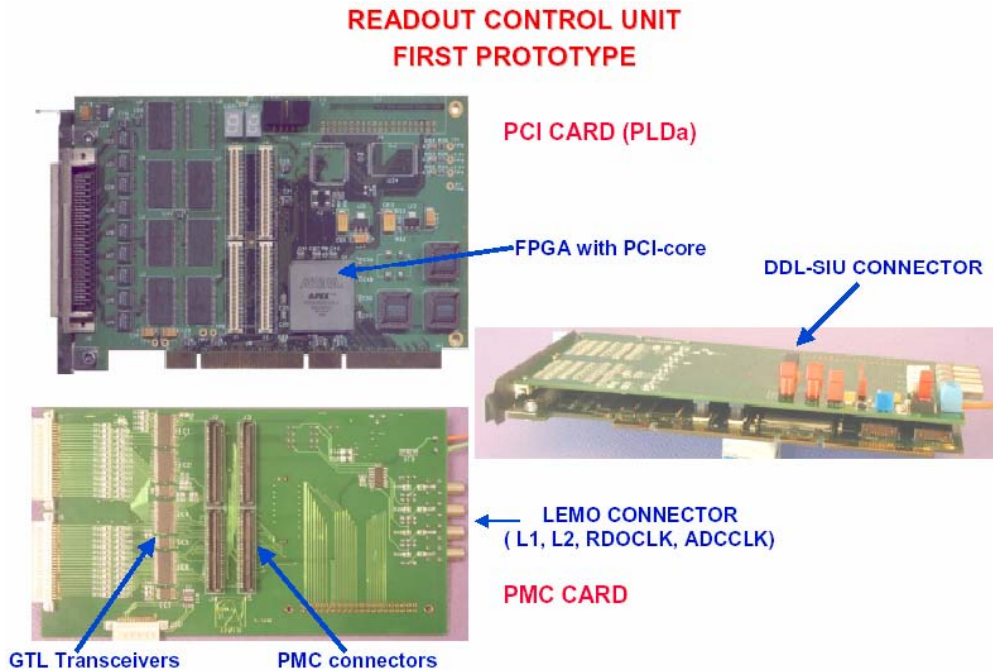 READOUT CONTROL UNIT
FIRST PROTOTYPE
PCI CARD (PLDa)
FPGA with PCI-core
DDL-SIU CONNECTOR
APEX
LEMO CONNECTOR
( L1, L2, RDOCLK, ADCCLK)
PMC CARD
GTL Transceivers
PMC connectors